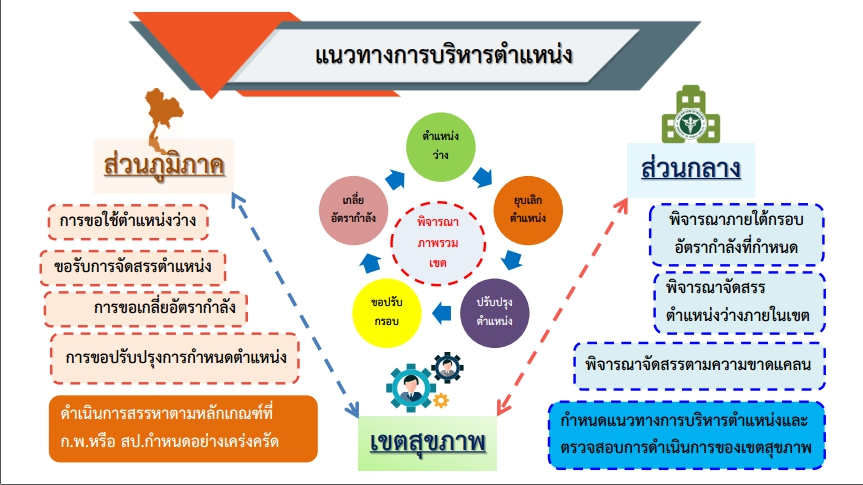 แนวทางการบริหารตำแหน่ง
ส่วนภูมิภาค
การขอใช้ตำแหน่งว่าง
ขอรับการจัดสรรตำแหน่ง
การขอเกลี่ยอัตรากำลัง
การขอปรับปรุงการกำหนดตำแหน่ง
ดำเนินการสรรหาตามหลักเกณฑ์ที่
ก.พ.หรือ สป.กำหนดอย่างเคร่งครัด
ตำแหน่ง
ว่าง
ยุบเลิก
ตำแหน่ง
ปรับปรุง
ตำแหน่ง
ขอปรับ
กรอบ
เกลี่ย
อัตรากำลัง
พิจารณา
ภาพรวม
เขต
เขตสุขภาพ
ส่วนกลาง
พิจารณาภายใต้กรอบ
อัตรากำลังที่กำหนด
พิจารณาจัดสรร
ตำแหน่งว่างภายในเขต
พิจารณาจัดสรรตามความขาดแคลน
กำหนดแนวทางการบริหารตำแหน่งและ
ตรวจสอบการดำเนินการของเขตสุขภาพ